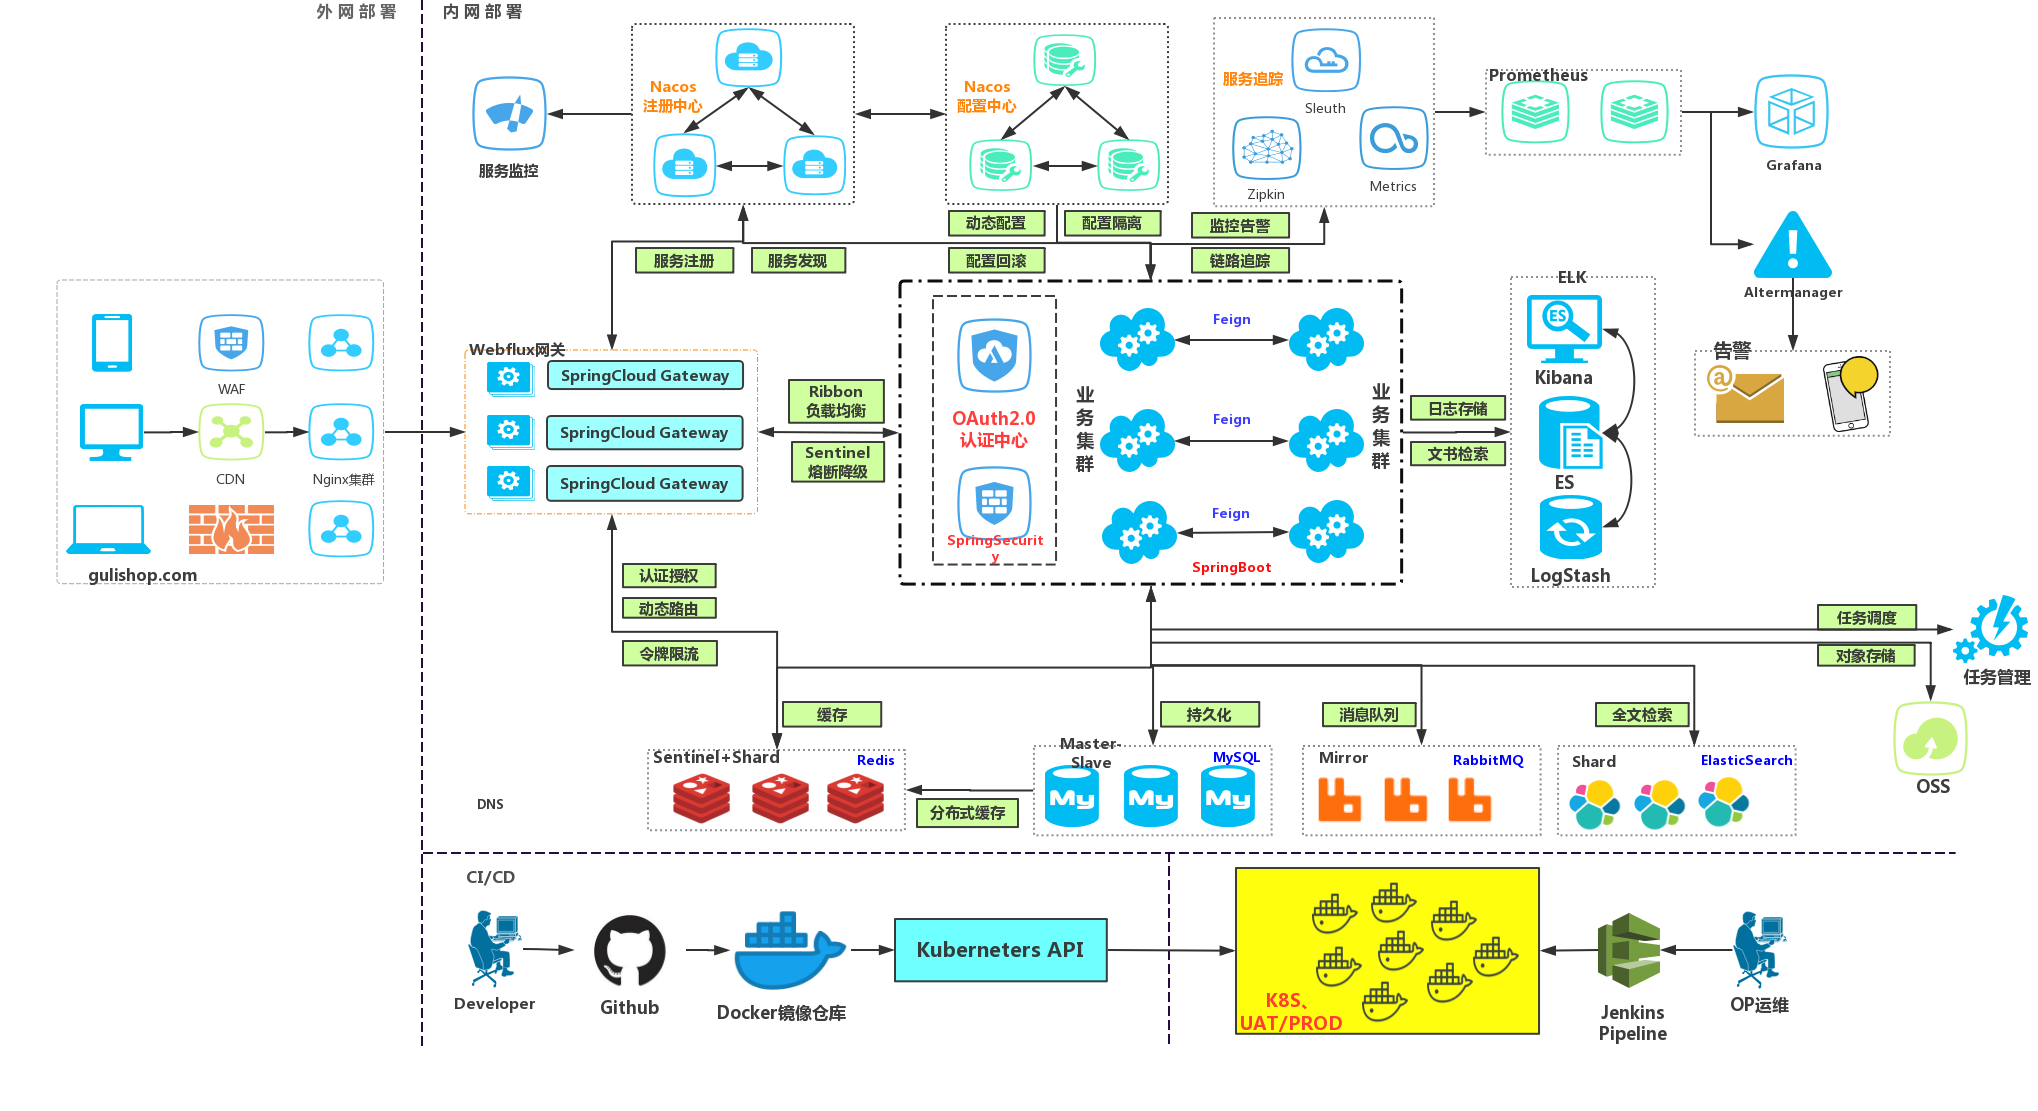 外网部署
内网部署
Nacos
注册中心
Nacos
配置中心
服务追踪
Sleuth
Zipkin
Metrics
Prometheus
Grafana
服务监控
动态配置
配置隔离
监控告警
服务注册
服务发现
配置回滚
链路追踪
Altermanager
告警
@
WAF
CDN
Nginx集群
gulishop.com
Webflux网关
SpringCloud Gateway
SpringCloud Gateway
SpringCloud Gateway
Ribbon
负载均衡
Sentinel
熔断降级
OAuth2.0
认证中心
SpringSecurit
y
业务集群
Feign
Feign
Feign
业务集群
SpringBoot
日志存储
文书检索
ELK
ES
Kibana
ES
LogStash
认证授权
动态路由
令牌限流
任务调度
对象存储
任务管理
OSS
缓存
持久化
消息队列
全文检索
Sentinel+Shard
Redis
分布式缓存
Master-
Slave
MySQL
My
My
My
Mirror
RabbitMQ
Shard
ElasticSearch
DNS
CI/CD
Developer
Github
Docker镜像仓库
Kuberneters API
K8S、
UAT/PROD
Jenkins
Pipeline
OP运维